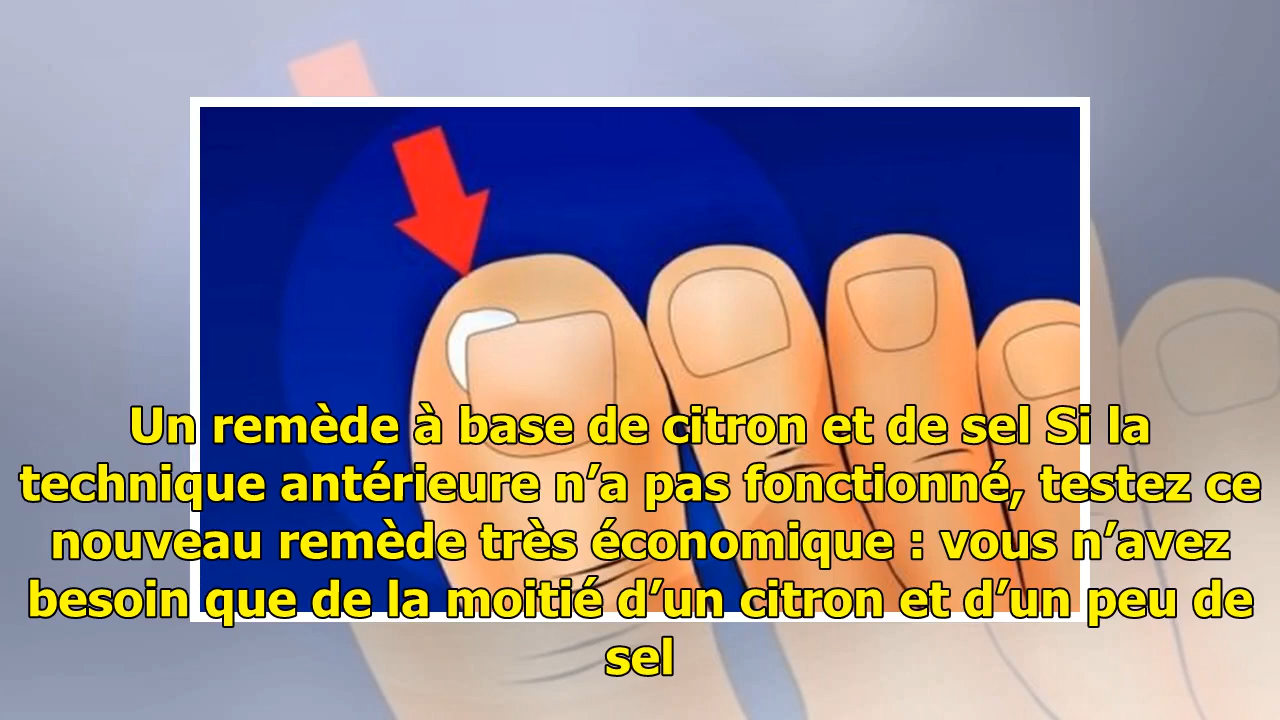 Un remède à base de citron et de sel Si la
technique antérieure n’a pas fonctionné, testez ce
nouveau remède très économique : vous n’avez
besoin que de la moitié d’un citron et d’un peu de
sel